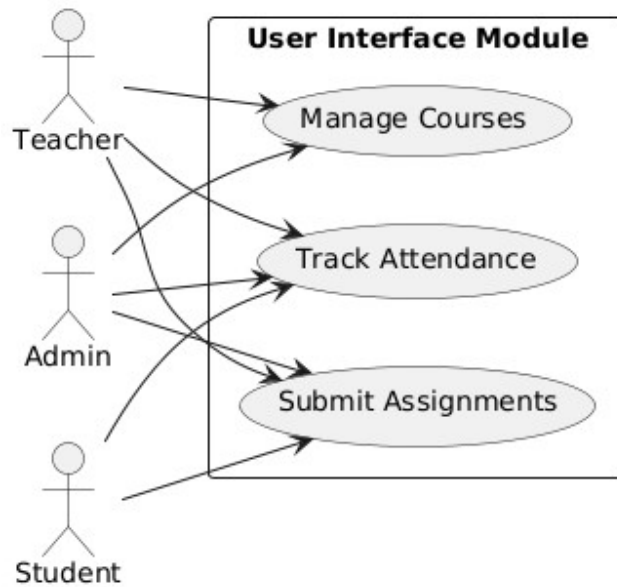 User Interface Module
Teacher
Manage Courses
Admin
Track Attendance
Student
Submit Assignments